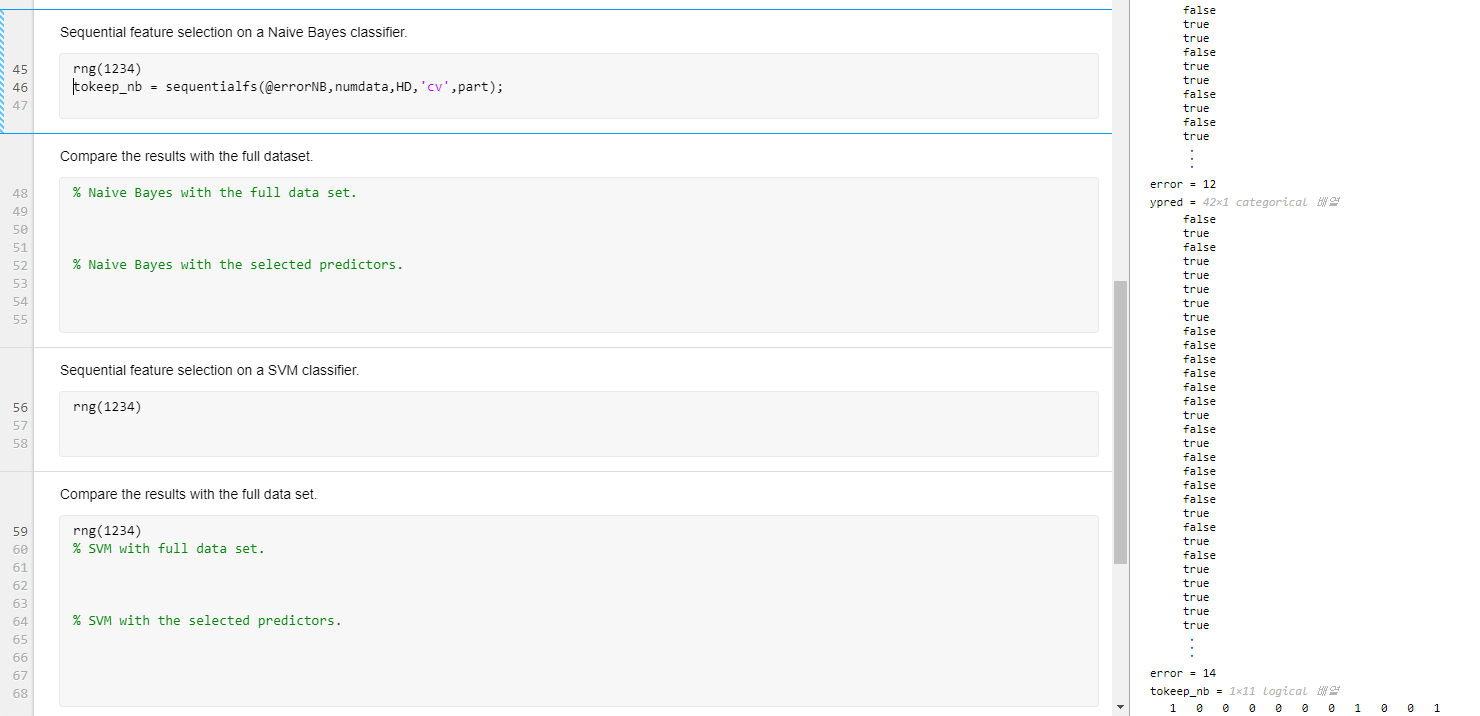 Sequential feature selection on a Naive Bayes classifier.
45 rng(1234)
46 tokeep_nb = sequentialfs(@errorNB,numdata,HD,'cv',part);
47
Compare the results with the full dataset.
48 % Naive Bayes with the full data set.
49
50
51
52 % Naive Bayes with the selected predictors.
53
54
55
Sequential feature selection on a SVM classifier.
56 rng(1234)
57
58
Compare the results with the full data set.
59 rng(1234)
60 % SVM with full data set.
61
62
63
64 % SVM with the selected predictors.
65
66
67
68
false
true
true
false
true
true
false
true
false
true
error = 12
ypred = 42×1 categorical 배열
false
true
false
true
true
true
true
true
false
false
false
false
false
false
true
false
true
false
false
false
false
true
false
true
false
true
true
true
true
true
error = 14
tokeep_nb = 1×11 logical 배열
1 0 0 0 0 0 0 1 0 0 1